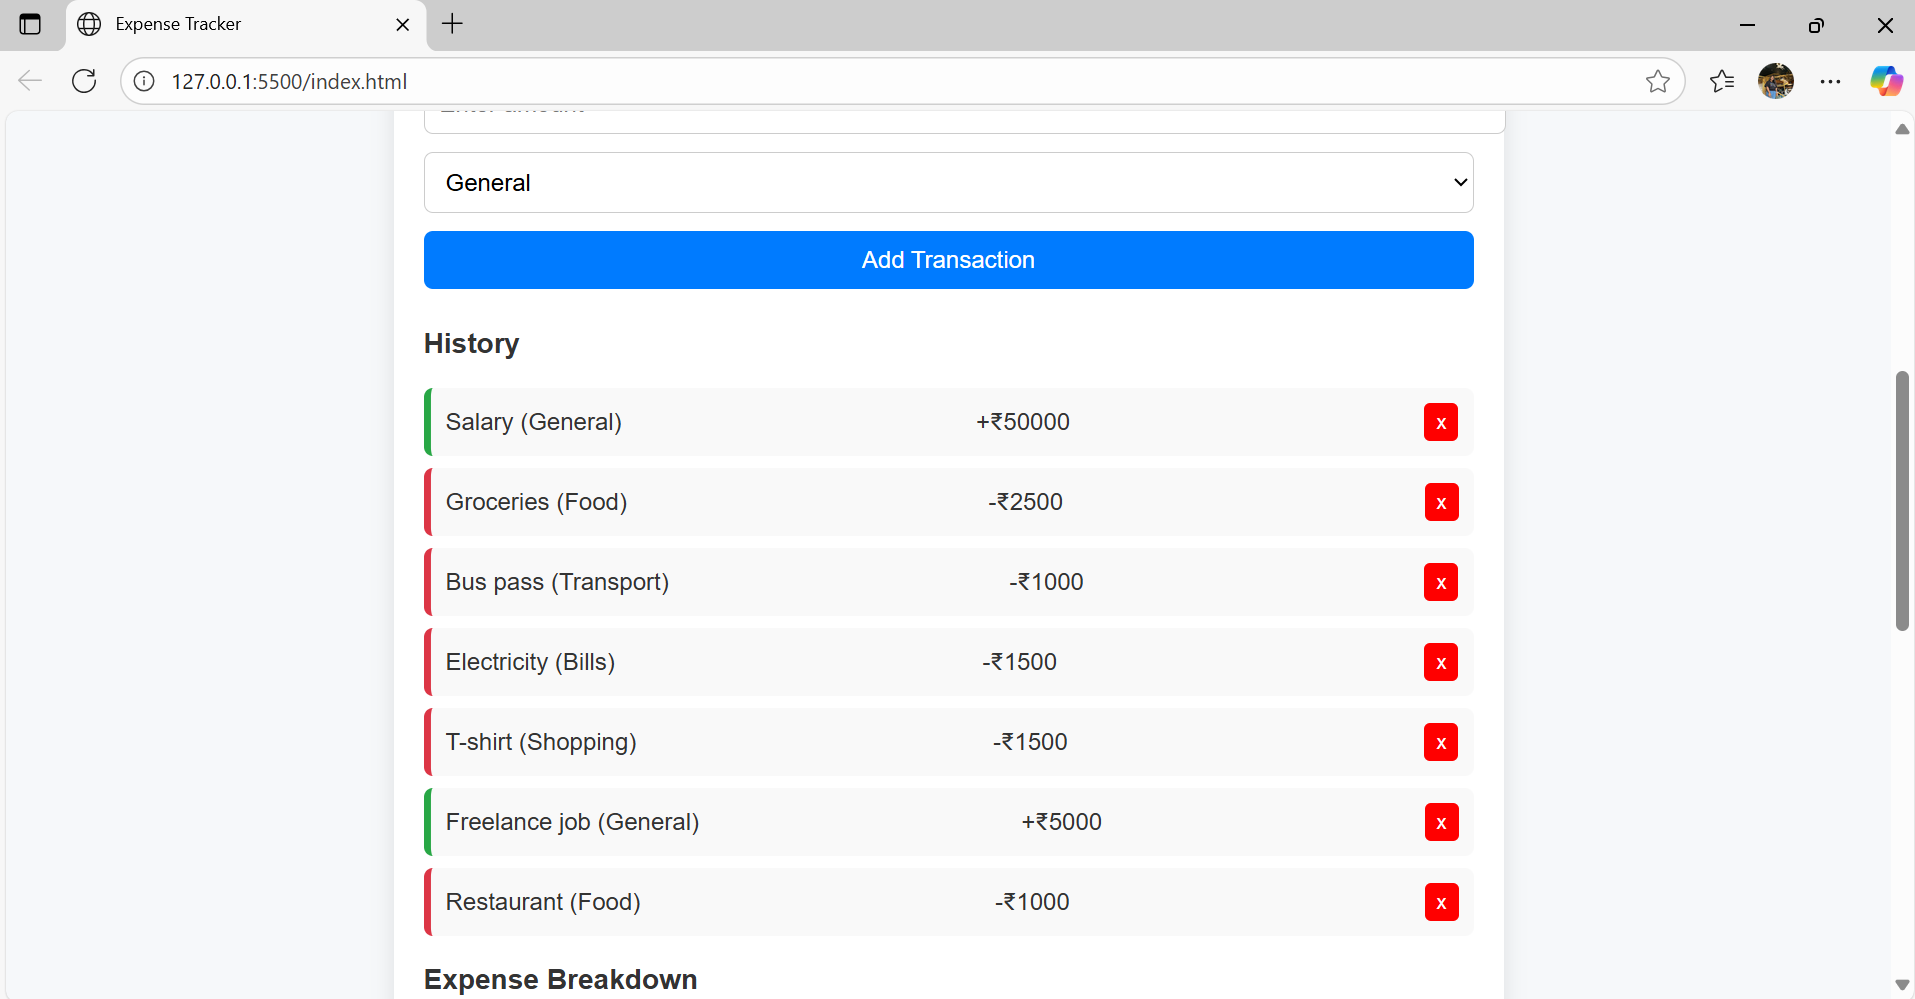 Expense Tracker
127.0.0.1:5500/index.html
Enter amount
General
Add Transaction
History
Salary (General) +₹50000 x
Groceries (Food) -₹2500 x
Bus pass (Transport) -₹1000 x
Electricity (Bills) -₹1500 x
T-shirt (Shopping) -₹1500 x
Freelance job (General) +₹5000 x
Restaurant (Food) -₹1000 x
Expense Breakdown